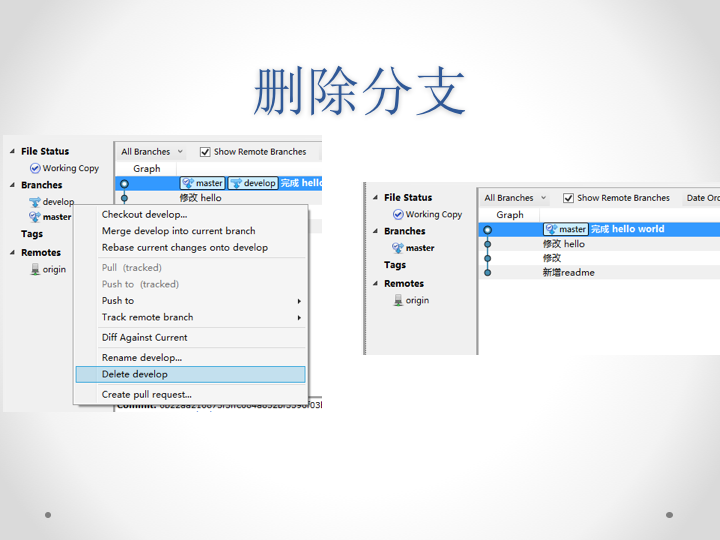 删除分支
File Status
Working Copy
Branches
develop
master
Tags
Remotes
origin
All Branches
Show Remote Branches
Graph
master develop 完成 hello
修改 hello
Checkout develop...
Merge develop into current branch
Rebase current changes onto develop
Pull (tracked)
Push to (tracked)
Push to
Track remote branch
Diff Against Current
Rename develop...
Delete develop
Create pull request...
File Status
Working Copy
Branches
master
Tags
Remotes
origin
All Branches
Show Remote Branches
Date Orc
Graph
master 完成 hello world
修改 hello
修改
新增readme